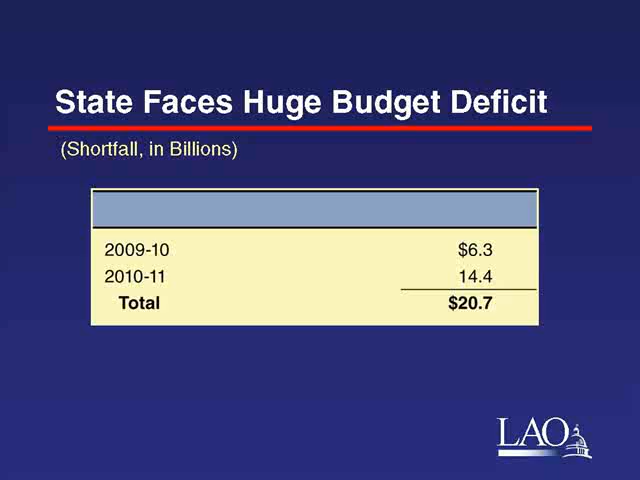 State Faces Huge Budget Deficit
(Shortfall, in Billions)
2009-10 $6.3
2010-11 14.4
Total $20.7
LAO